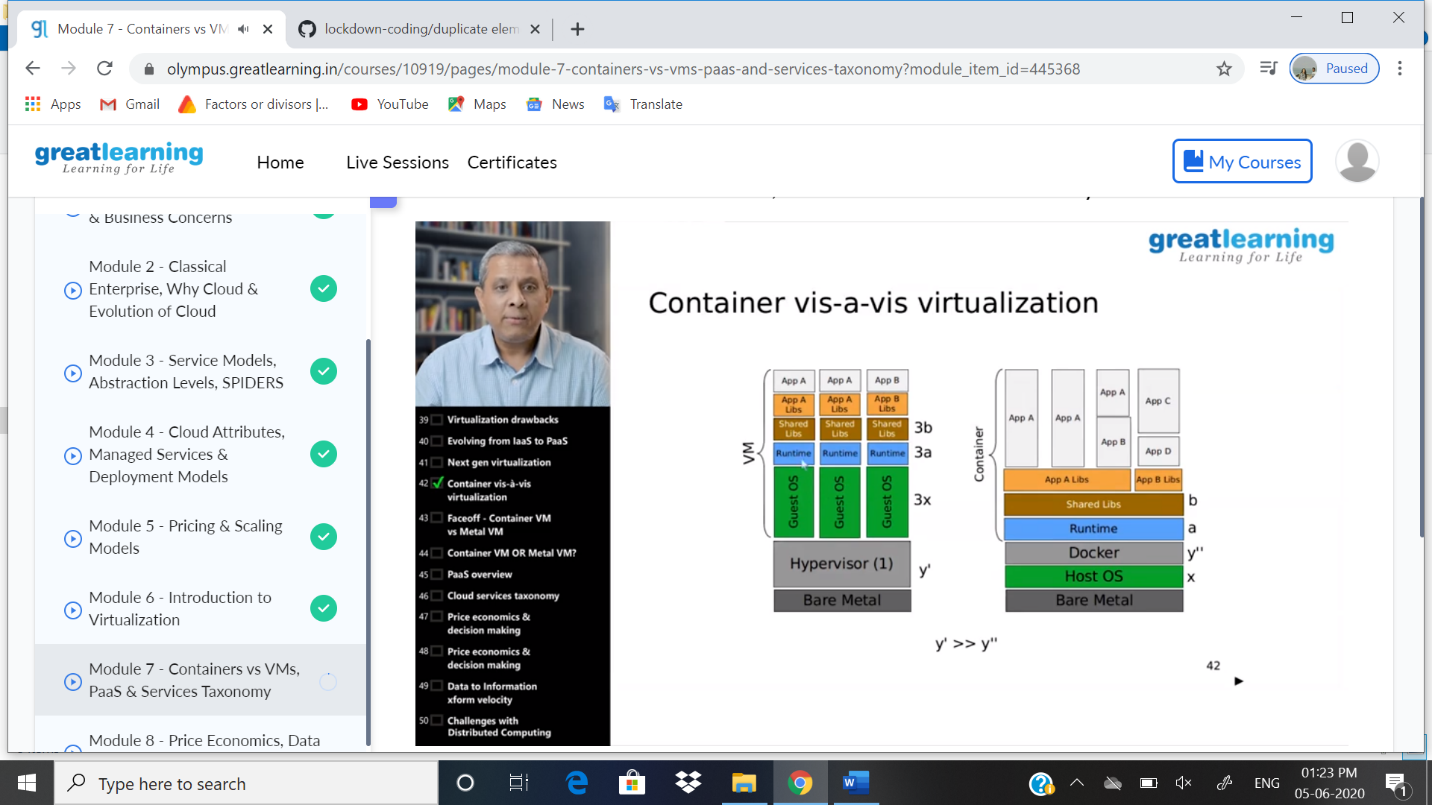 Module 7 - Containers vs VM
lockdown-coding/duplicate elem
olympus.greatlearning.in/courses/10919/pages/module-7-containers-vs-vms-paas-and-services-taxonomy?module_item_id=445368
Paused
Apps
Gmail
Factors or divisors |...
YouTube
Maps
News
Translate
greatlearning
Learning for Life
Home
Live Sessions
Certificates
My Courses
& Business Concerns
Module 2 - Classical
Enterprise, Why Cloud &
Evolution of Cloud
Module 3 - Service Models,
Abstraction Levels, SPIDERS
Module 4 - Cloud Attributes,
Managed Services &
Deployment Models
Module 5 - Pricing & Scaling
Models
Module 6 - Introduction to
Virtualization
Module 7 - Containers vs VMs,
PaaS & Services Taxonomy
Module 8 - Price Economics, Data
39 Virtualization drawbacks
40 Evolving from IaaS to PaaS
41 Next gen virtualization
42 Container vis-à-vis
virtualization
43 Faceoff - Container VM
vs Metal VM
44 Container VM OR Metal VM?
45 PaaS overview
46 Cloud services taxonomy
47 Price economics &
decision making
48 Price economics &
decision making
49 Data to Information
xform velocity
50 Challenges with
Distributed Computing
greatlearning
Learning for Life
Container vis-a-vis virtualization
VM
App A App A App B
App A Libs App A Libs App B Libs
Shared Libs Shared Libs Shared Libs 3b
Runtime Runtime Runtime 3a
Guest OS Guest OS Guest OS 3x
Hypervisor (1) y'
Bare Metal
Container
App A App A App A App C
App B App D
App A Libs App B Libs
Shared Libs b
Runtime a
Docker y''
Host OS x
Bare Metal
y' >> y''
42
Type here to search
ENG
01:23 PM
05-06-2020
1